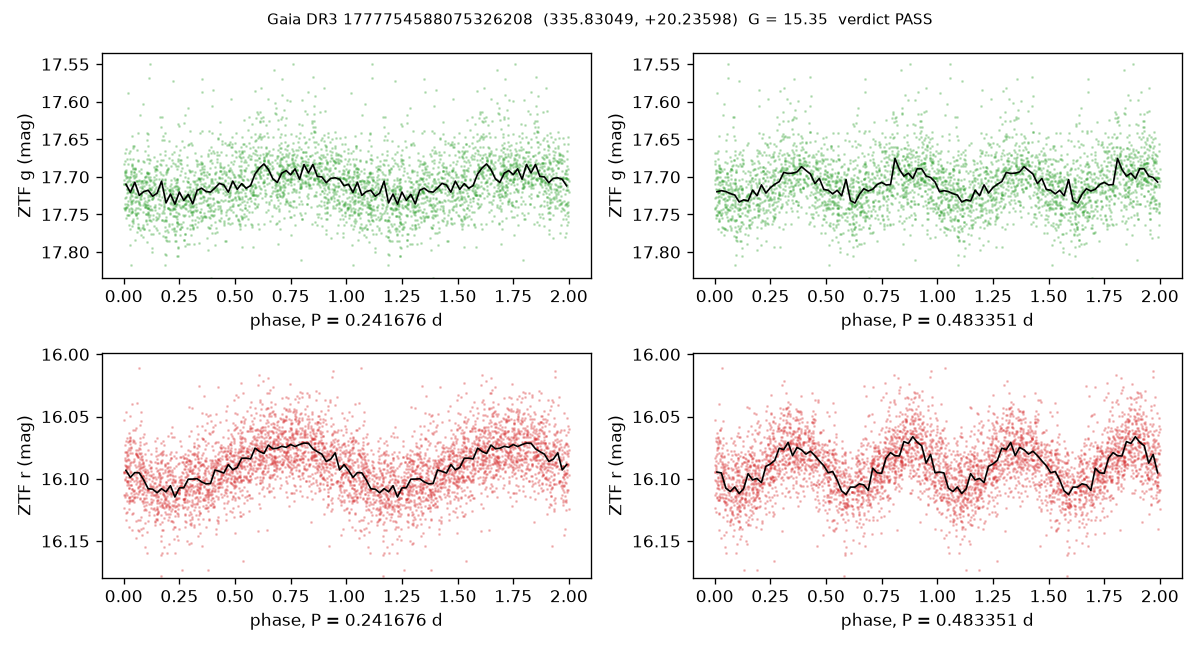 Gaia DR3 1777754588075326208  (335.83049, +20.23598)  G = 15.35  verdict PASS
ZTF g (mag)
17.55
17.60
17.65
17.70
17.75
17.80
0.00 0.25 0.50 0.75 1.00 1.25 1.50 1.75 2.00
phase, P = 0.241676 d
ZTF g (mag)
17.55
17.60
17.65
17.70
17.75
17.80
0.00 0.25 0.50 0.75 1.00 1.25 1.50 1.75 2.00
phase, P = 0.483351 d
ZTF r (mag)
16.00
16.05
16.10
16.15
0.00 0.25 0.50 0.75 1.00 1.25 1.50 1.75 2.00
phase, P = 0.241676 d
ZTF r (mag)
16.00
16.05
16.10
16.15
0.00 0.25 0.50 0.75 1.00 1.25 1.50 1.75 2.00
phase, P = 0.483351 d